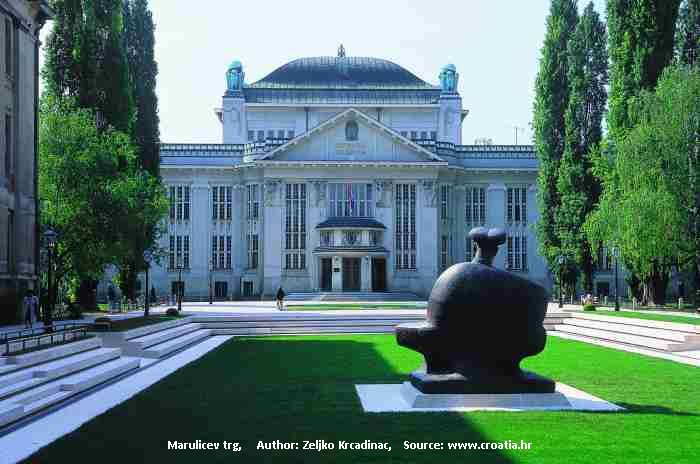 Marulicev trg,    Author: Zeljko Krcadinac,   Source: www.croatia.hr